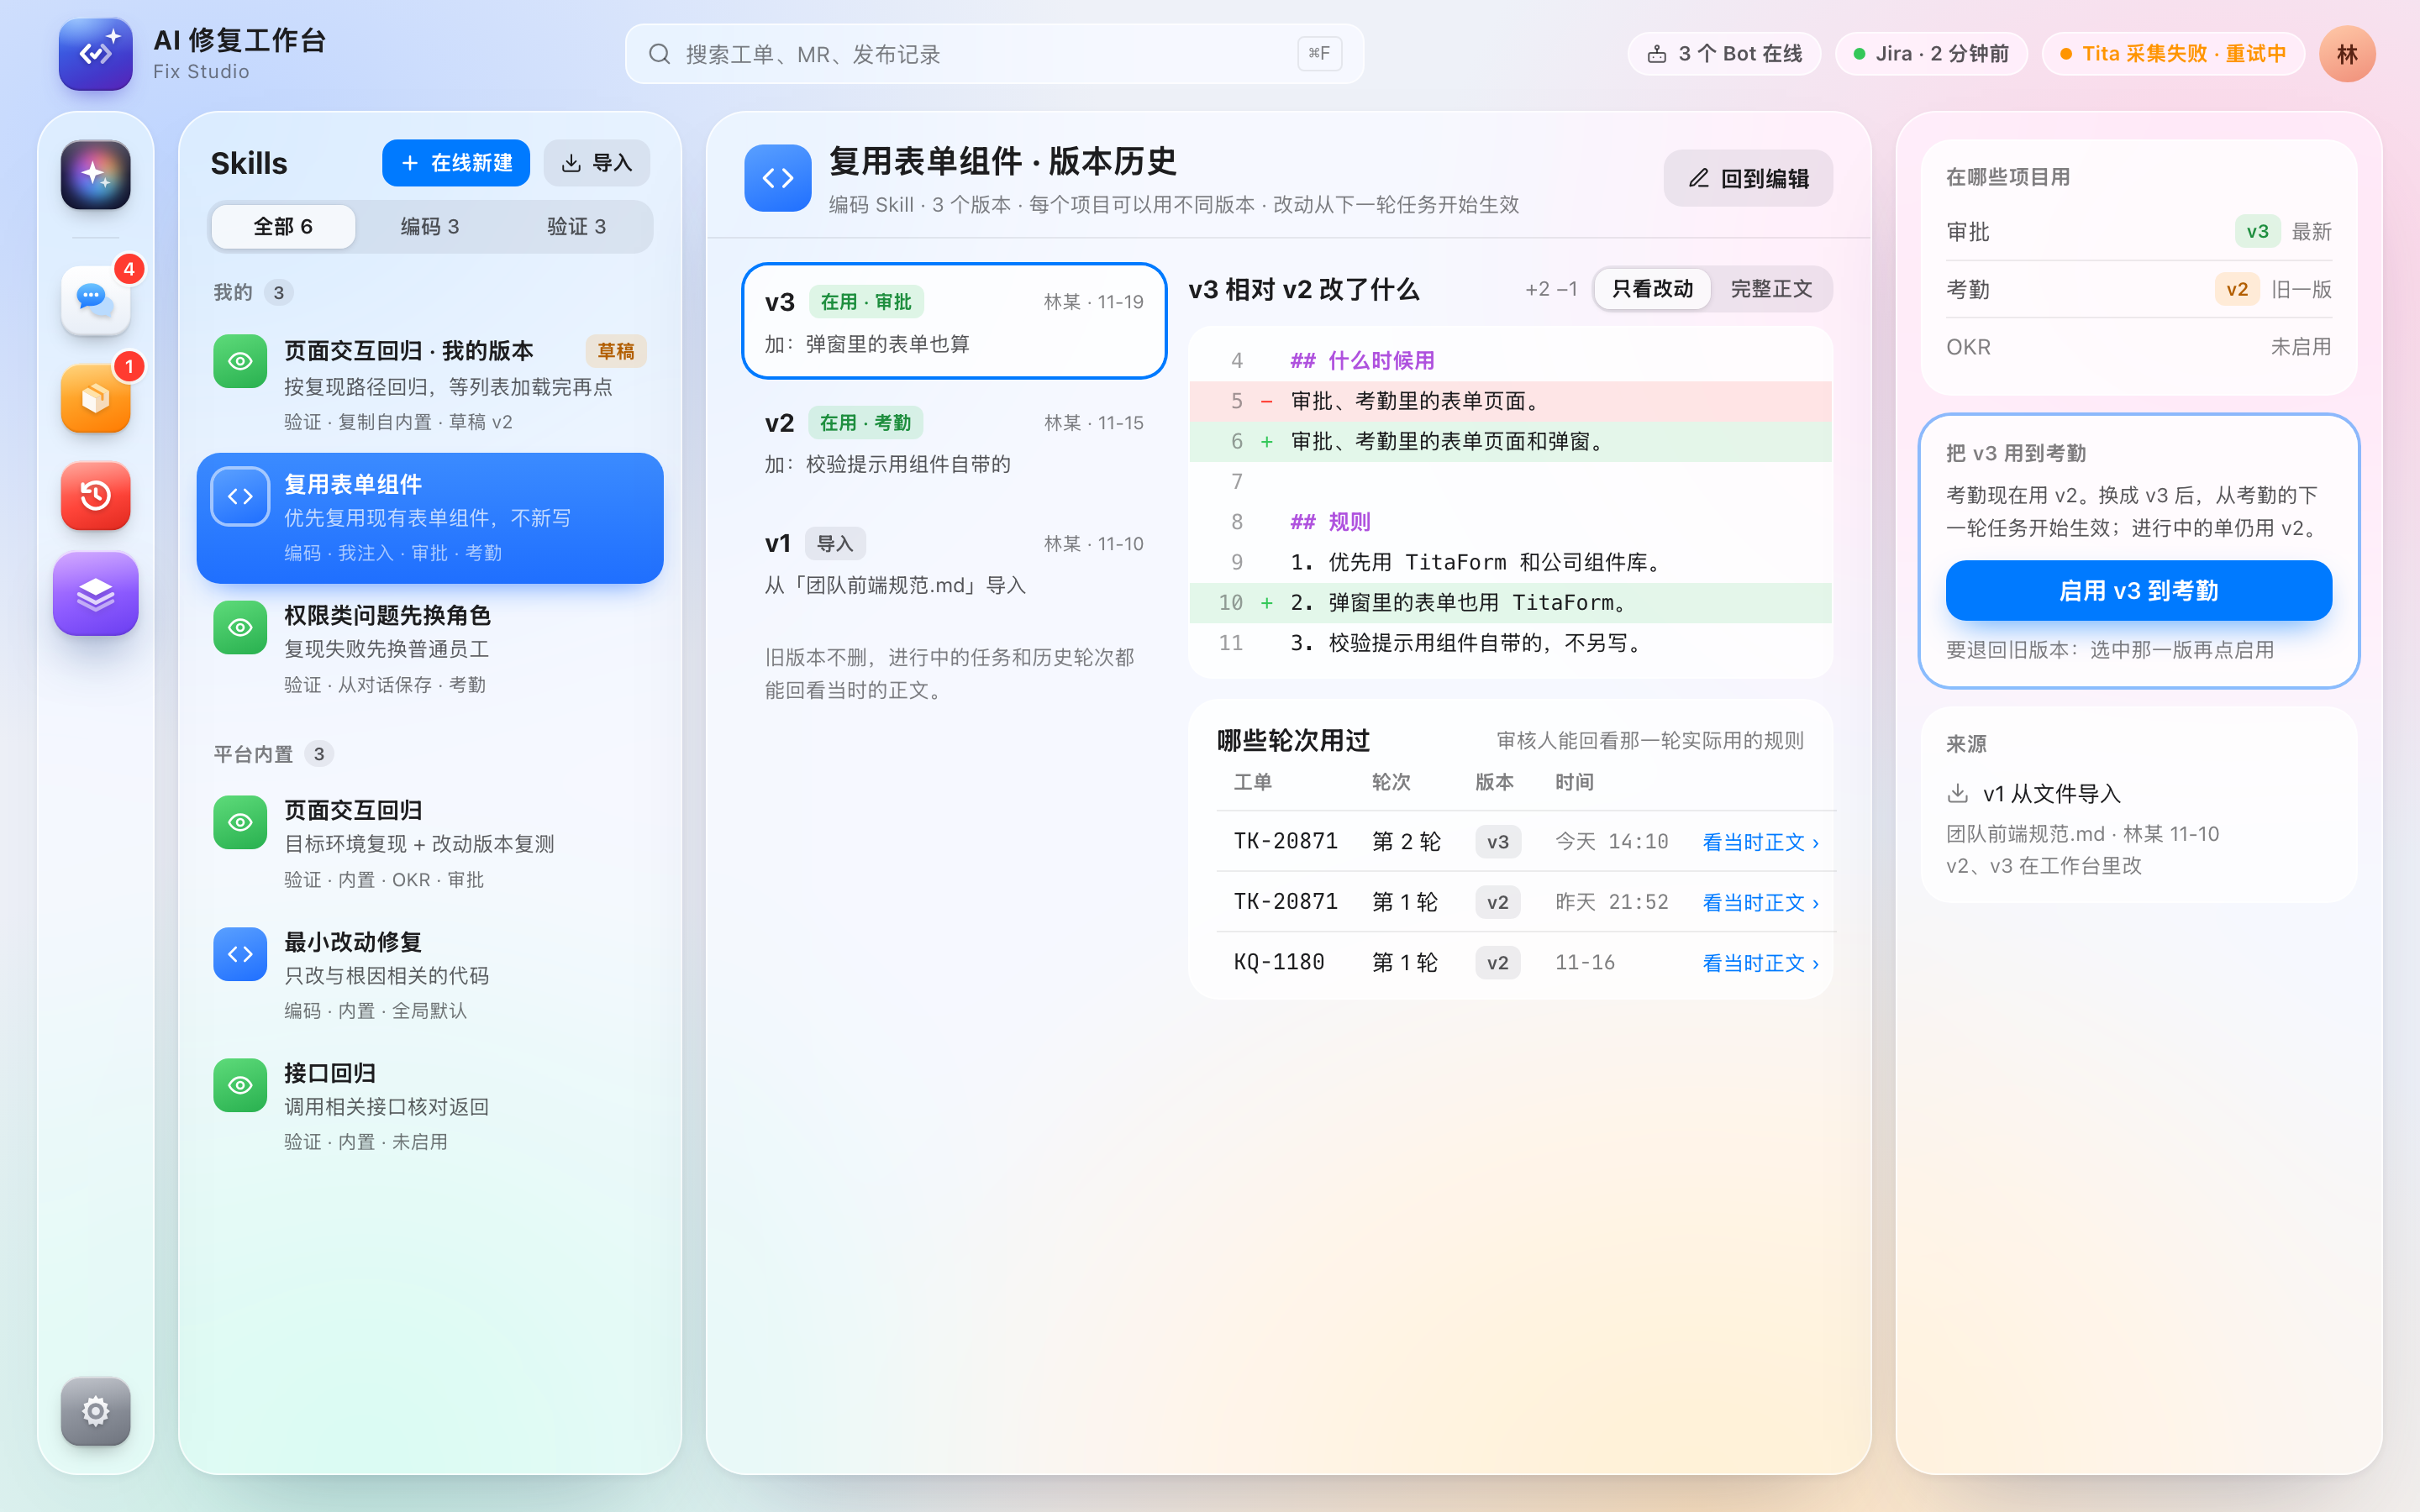 AI 修复工作台
Fix Studio
搜索工单、MR、发布记录
⌘F
3 个 Bot 在线
Jira · 2 分钟前
Tita 采集失败 · 重试中
林
4
1
Skills
在线新建
导入
全部 6
编码 3
验证 3
我的 3
页面交互回归 · 我的版本
草稿
按复现路径回归，等列表加载完再点
验证 · 复制自内置 · 草稿 v2
复用表单组件
优先复用现有表单组件，不新写
编码 · 我注入 · 审批 · 考勤
权限类问题先换角色
复现失败先换普通员工
验证 · 从对话保存 · 考勤
平台内置 3
页面交互回归
目标环境复现 + 改动版本复测
验证 · 内置 · OKR · 审批
最小改动修复
只改与根因相关的代码
编码 · 内置 · 全局默认
接口回归
调用相关接口核对返回
验证 · 内置 · 未启用
复用表单组件 · 版本历史
编码 Skill · 3 个版本 · 每个项目可以用不同版本 · 改动从下一轮任务开始生效
回到编辑
v3 在用 · 审批 林某 · 11-19
加：弹窗里的表单也算
v2 在用 · 考勤 林某 · 11-15
加：校验提示用组件自带的
v1 导入 林某 · 11-10
从「团队前端规范.md」导入
旧版本不删，进行中的任务和历史轮次都
能回看当时的正文。
v3 相对 v2 改了什么
+2 −1
只看改动
完整正文
4 ## 什么时候用
5 − 审批、考勤里的表单页面。
6 + 审批、考勤里的表单页面和弹窗。
7
8 ## 规则
9 1. 优先用 TitaForm 和公司组件库。
10 + 2. 弹窗里的表单也用 TitaForm。
11 3. 校验提示用组件自带的，不另写。
哪些轮次用过
审核人能回看那一轮实际用的规则
工单 轮次 版本 时间
TK-20871 第 2 轮 v3 今天 14:10 看当时正文 ›
TK-20871 第 1 轮 v2 昨天 21:52 看当时正文 ›
KQ-1180 第 1 轮 v2 11-16 看当时正文 ›
在哪些项目用
审批 v3 最新
考勤 v2 旧一版
OKR 未启用
把 v3 用到考勤
考勤现在用 v2。换成 v3 后，从考勤的下
一轮任务开始生效；进行中的单仍用 v2。
启用 v3 到考勤
要退回旧版本：选中那一版再点启用
来源
v1 从文件导入
团队前端规范.md · 林某 11-10
v2、v3 在工作台里改